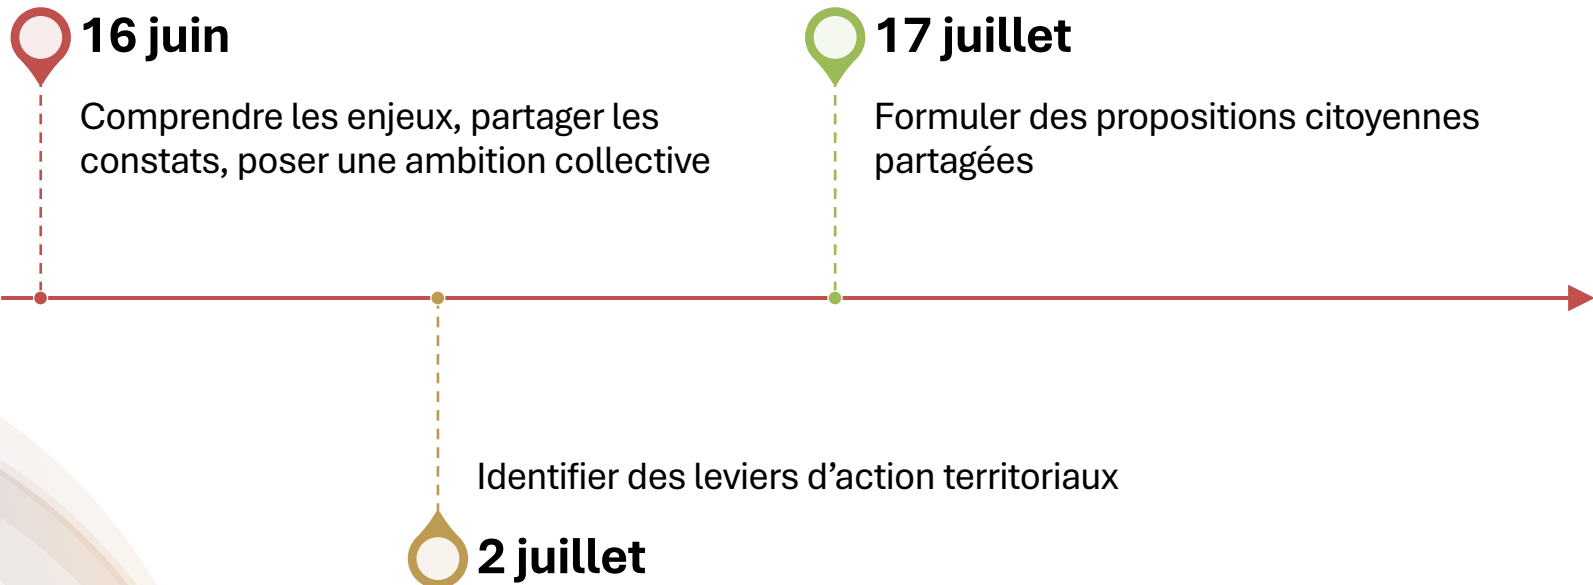 16 juin
Comprendre les enjeux, partager les
constats, poser une ambition collective
17 juillet
Formuler des propositions citoyennes
partagées
Identifier des leviers d’action territoriaux
2 juillet